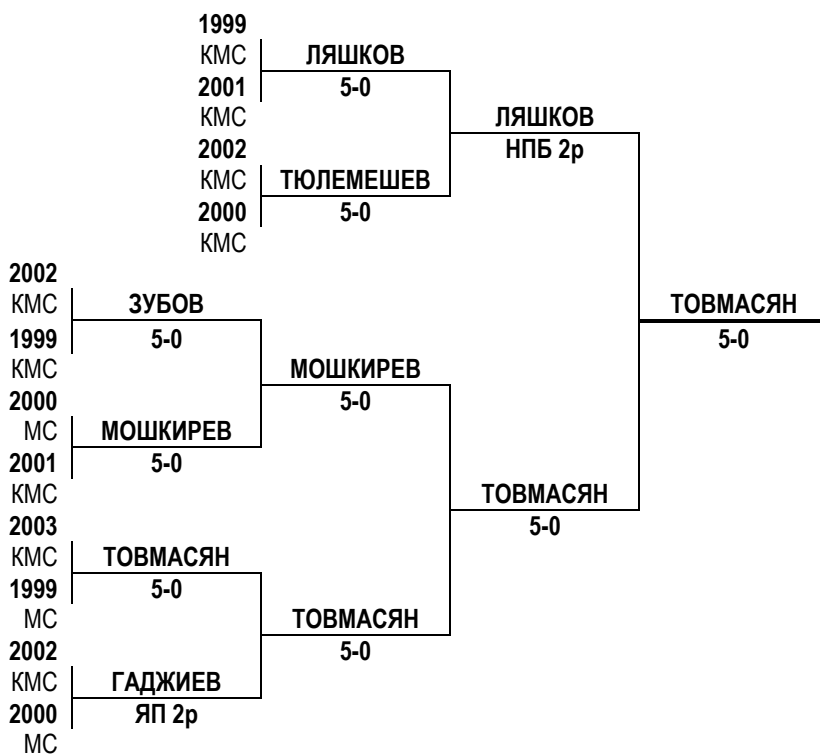 1999
КМС
ЛЯШКОВ
2001
5-0
КМС
ЛЯШКОВ
2002
НПБ 2р
КМС
ТЮЛЕМЕШЕВ
2000
5-0
КМС
2002
КМС
ЗУБОВ
ТОВМАСЯН
1999
5-0
5-0
КМС
МОШКИРЕВ
2000
5-0
МС
МОШКИРЕВ
2001
5-0
КМС
ТОВМАСЯН
2003
5-0
КМС
ТОВМАСЯН
1999
5-0
МС
ТОВМАСЯН
2002
5-0
КМС
ГАДЖИЕВ
2000
ЯП 2р
МС